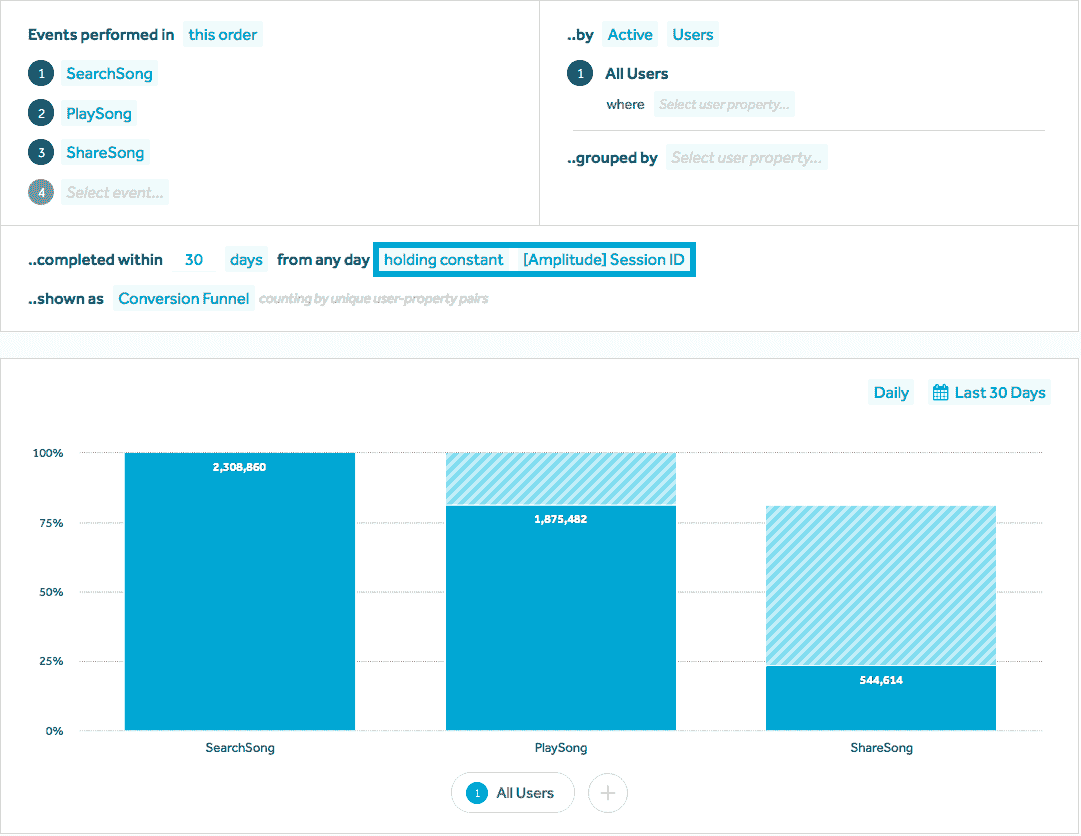 Events performed in this order
1 SearchSong
2 PlaySong
3 ShareSong
4 Select event...
..by Active Users
1 All Users
where Select user property...
..grouped by Select user property...
..completed within 30 days from any day holding constant [Amplitude] Session ID
..shown as Conversion Funnel counting by unique user-property pairs
Daily Last 30 Days
100%
75%
50%
25%
0%
2,308,860
1,875,482
544,614
SearchSong PlaySong ShareSong
1 All Users +